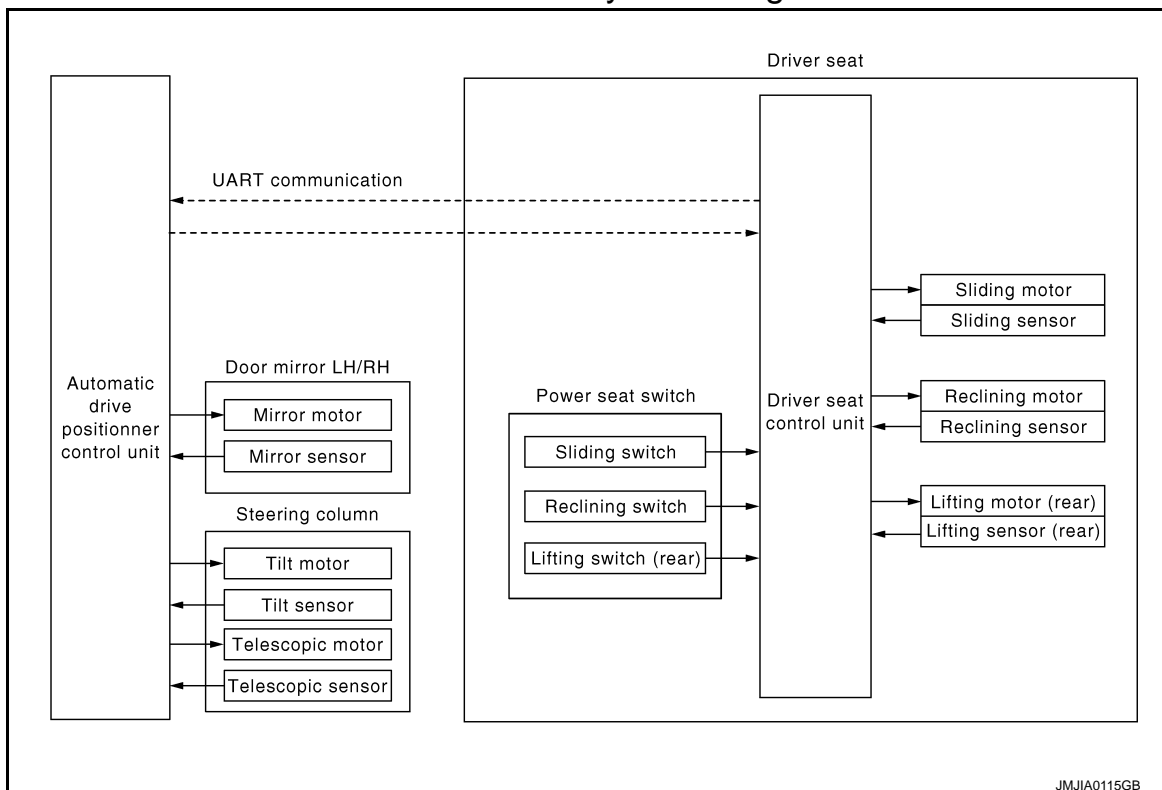 Driver seat
UART communication
Sliding motor
Sliding sensor
Door mirror LH/RH
Automatic
drive
positionner
control unit
Mirror motor
Mirror sensor
Power seat switch
Driver seat
control unit
Reclining motor
Reclining sensor
Sliding switch
Reclining switch
Lifting switch (rear)
Lifting motor (rear)
Lifting sensor (rear)
Steering column
Tilt motor
Tilt sensor
Telescopic motor
Telescopic sensor
JMJIA0115GB